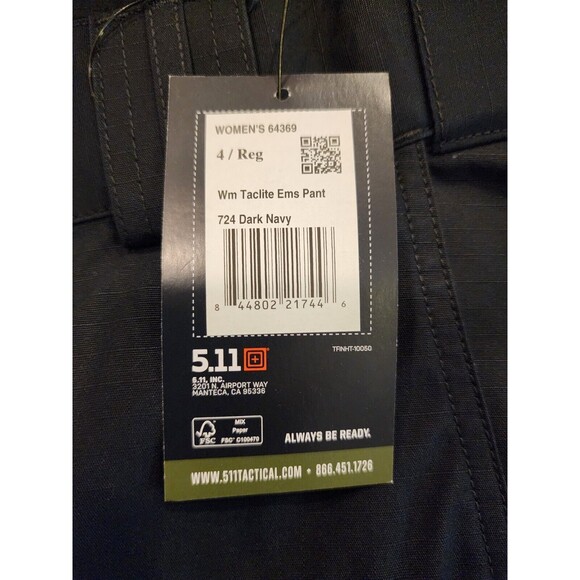 WOMEN'S 64369
4 / Reg
Wm Taclite Ems Pant
724 Dark Navy
8 44802 21744 6
5.11
TRNHT-10050
5.11, INC.
3201 N. AIRPORT WAY
MANTECA, CA 95336
FSC
MIX
Paper
FSC® C100470
ALWAYS BE READY.
WWW.511TACTICAL.COM • 866.451.1726